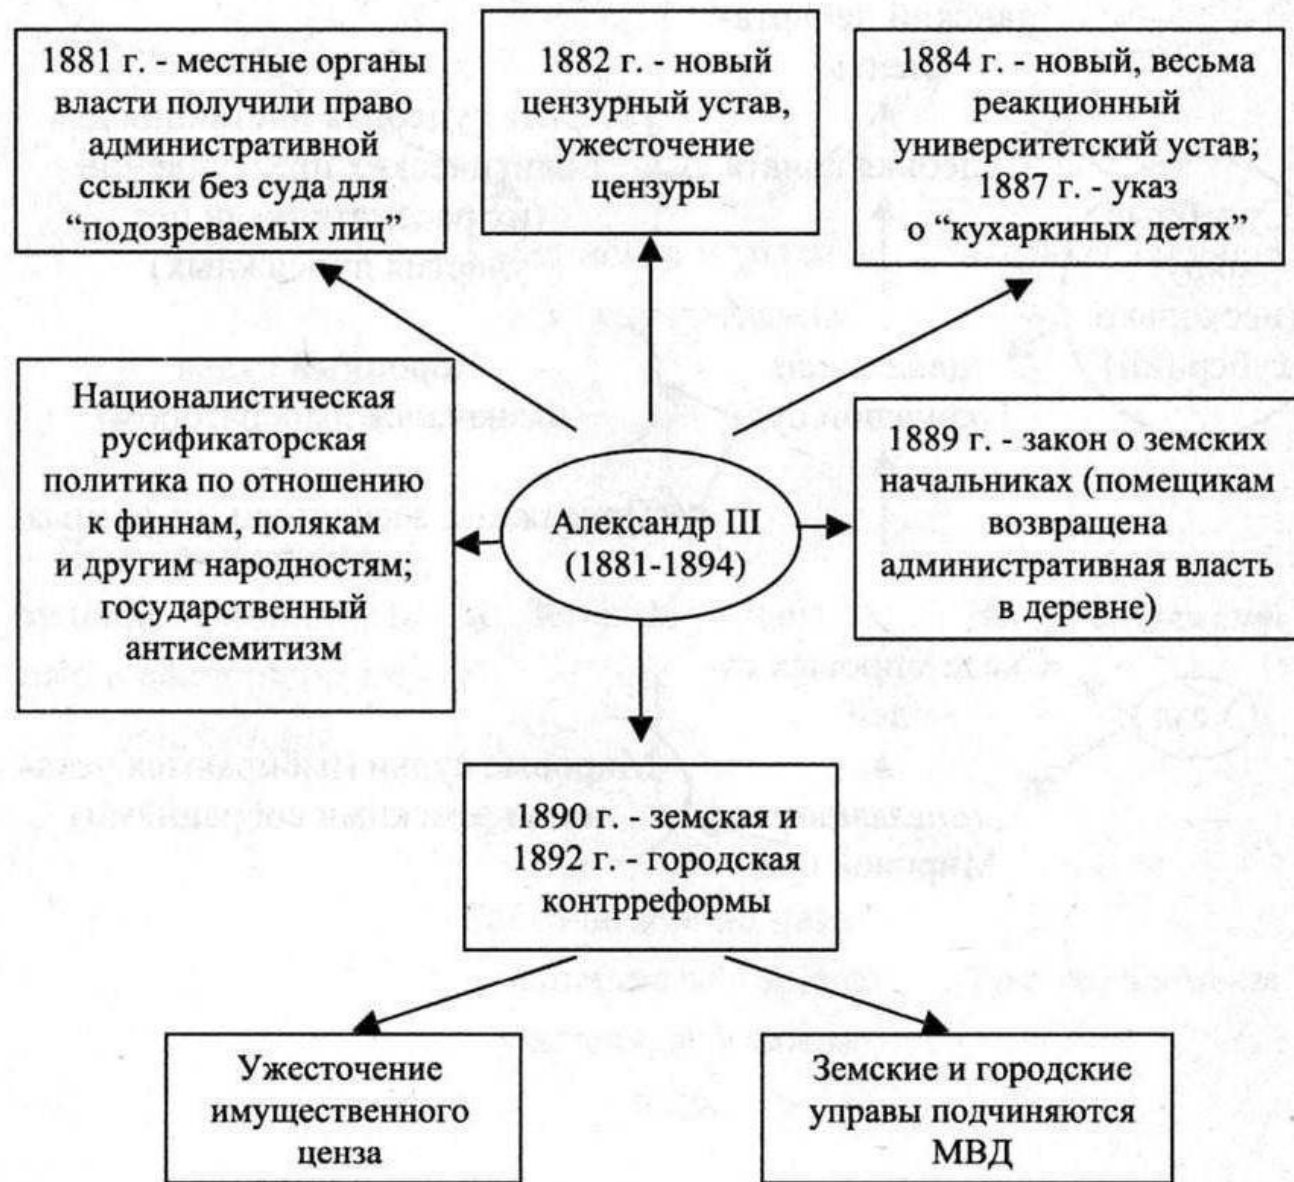 1881 г. - местные органы
власти получили право
административной
ссылки без суда для
“подозреваемых лиц”
1882 г. - новый
цензурный устав,
ужесточение
цензуры
1884 г. - новый, весьма
реакционный
университетский устав;
1887 г. - указ
о “кухаркиных детях”
Националистическая
русификаторская
политика по отношению
к финнам, полякам
и другим народностям;
государственный
антисемитизм
Александр III
(1881-1894)
1889 г. - закон о земских
начальниках (помещикам
возвращена
административная власть
в деревне)
1890 г. - земская и
1892 г. - городская
контрреформы
Ужесточение
имущественного
ценза
Земские и городские
управы подчиняются
МВД